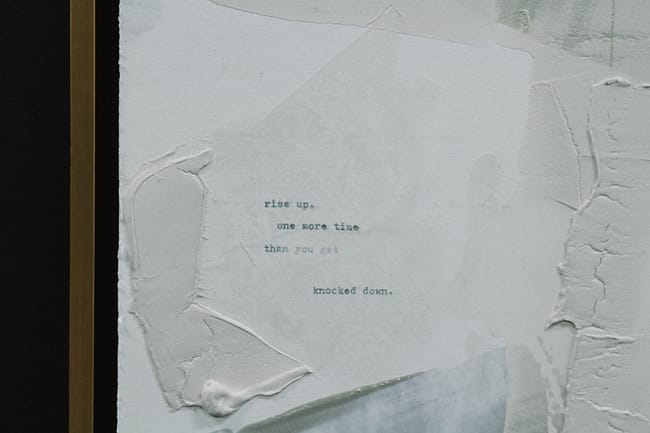 rise up.
one more time
than you get
knocked down.